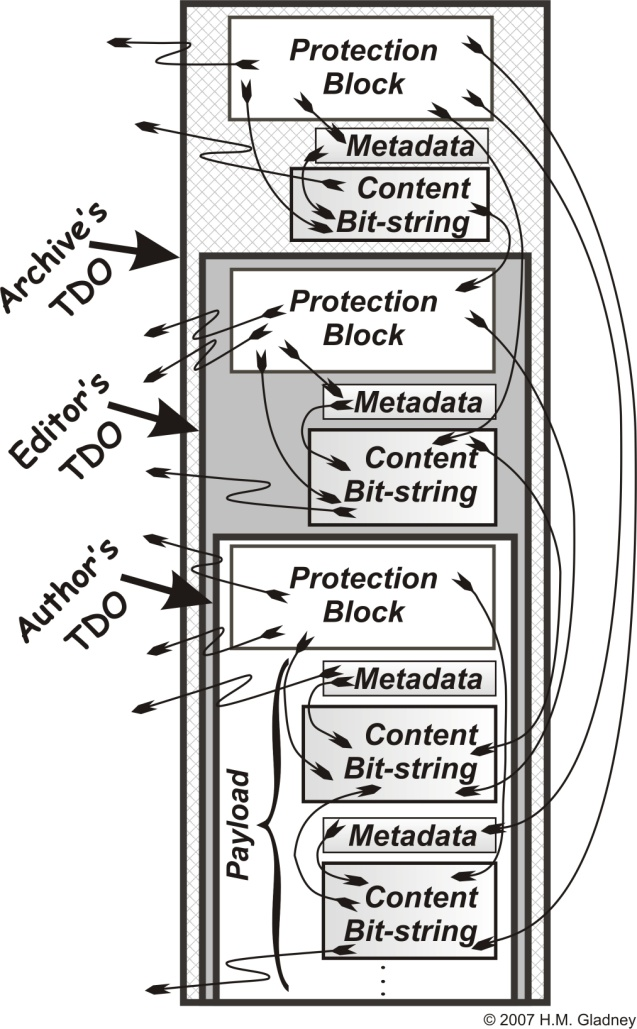 Protection
Block
Metadata
Content
Bit-string
Archive's
TDO
Protection
Block
Metadata
Content
Bit-string
Editor's
TDO
Protection
Block
Author's
TDO
Metadata
Content
Bit-string
Payload
Metadata
Content
Bit-string
© 2007 H.M. Gladney